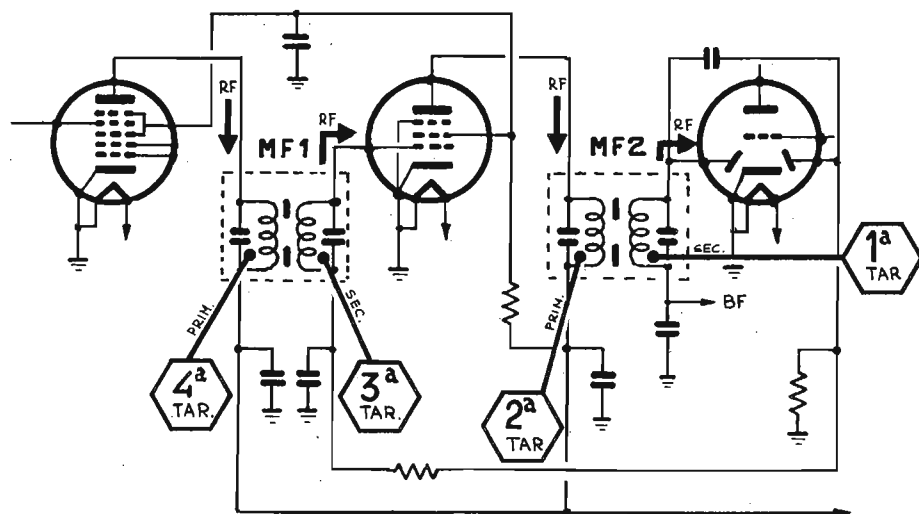 RF
RF
RF
RF
MF1
MF2
SEC.
1ª
TAR
PRIM.
SEC.
PRIM.
BF
4ª
TAR.
3ª
TAR.
2ª
TAR